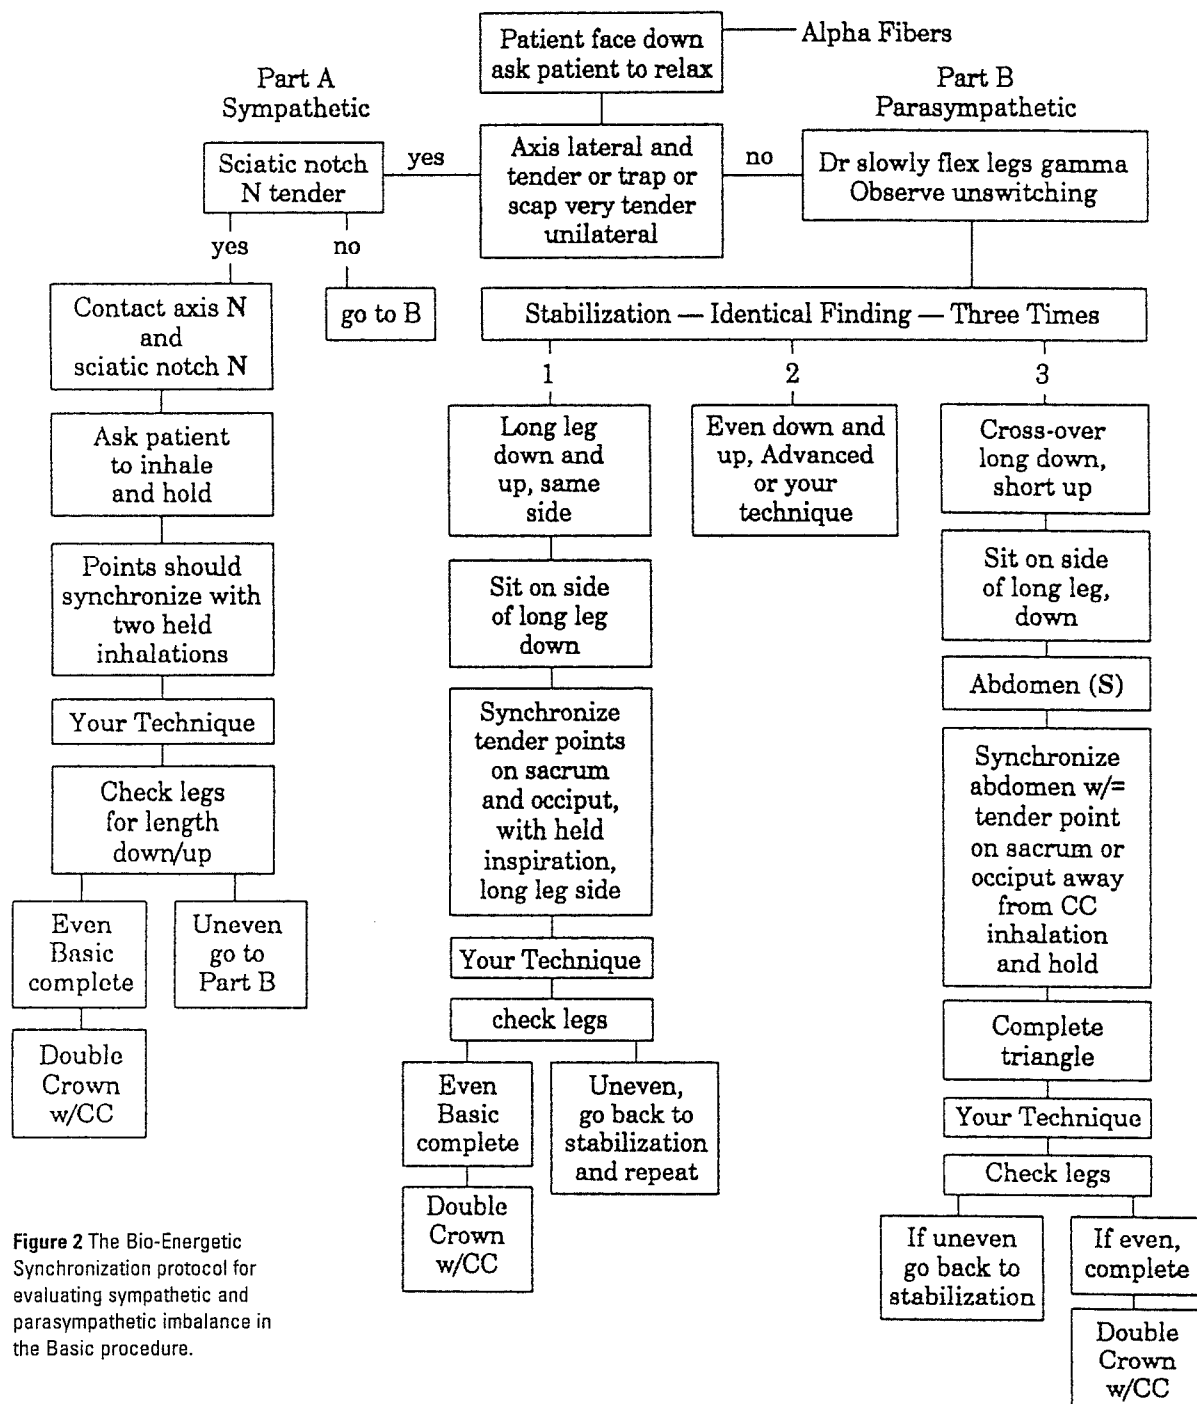 Patient face down
ask patient to relax
Alpha Fibers
Part A
Sympathetic
Part B
Parasympathetic
Sciatic notch
N tender
yes
Axis lateral and
tender or trap or
scap very tender
unilateral
no
Dr slowly flex legs gamma
Observe unswitching
yes
no
Contact axis N
and
sciatic notch N
go to B
Ask patient
to inhale
and hold
Points should
synchronize with
two held
inhalations
Your Technique
Check legs
for length
down/up
Even
Basic
complete
Uneven
go to
Part B
Double
Crown
w/CC
Stabilization — Identical Finding — Three Times
1
2
3
Long leg
down and
up, same
side
Sit on side
of long leg
down
Synchronize
tender points
on sacrum
and occiput,
with held
inspiration,
long leg side
Your Technique
check legs
Even
Basic
complete
Uneven,
go back to
stabilization
and repeat
Double
Crown
w/CC
Even down and
up, Advanced
or your
technique
Cross-over
long down,
short up
Sit on side
of long leg,
down
Abdomen (S)
Synchronize
abdomen w/=
tender point
on sacrum or
occiput away
from CC
inhalation
and hold
Complete
triangle
Your Technique
Check legs
If uneven
go back to
stabilization
If even,
complete
Double
Crown
w/CC
Figure 2 The Bio-Energetic
Synchronization protocol for
evaluating sympathetic and
parasympathetic imbalance in
the Basic procedure.